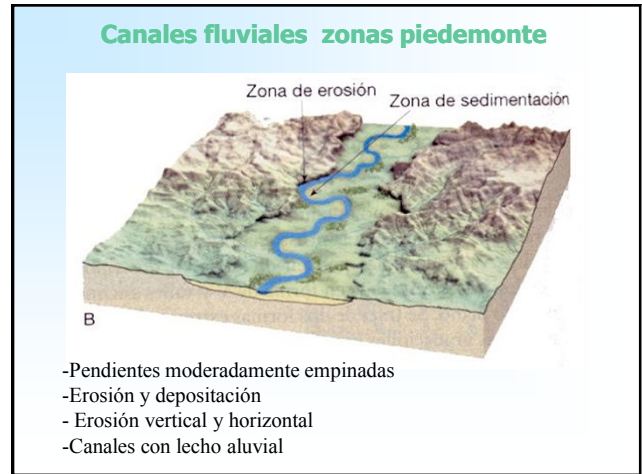 Canales fluviales zonas piedemonte
Zona de erosión
Zona de sedimentación
B
-Pendientes moderadamente empinadas
-Erosión y depositación
- Erosión vertical y horizontal
-Canales con lecho aluvial